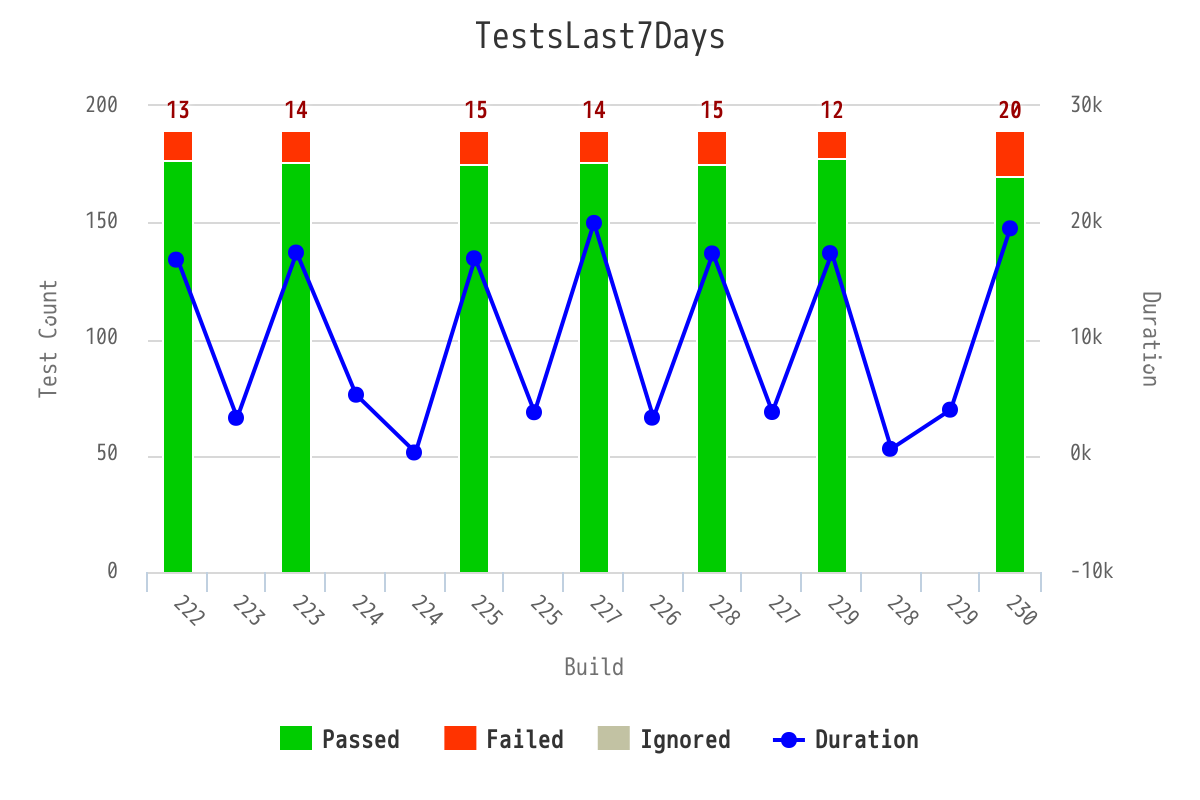 TestsLast7Days
200
150
100
50
0
Test Count
30k
20k
10k
0k
-10k
Duration
13 14 15 14 15 12 20
222 223 223 224 224 225 225 227 226 228 227 229 228 229 230
Build
Passed Failed Ignored Duration